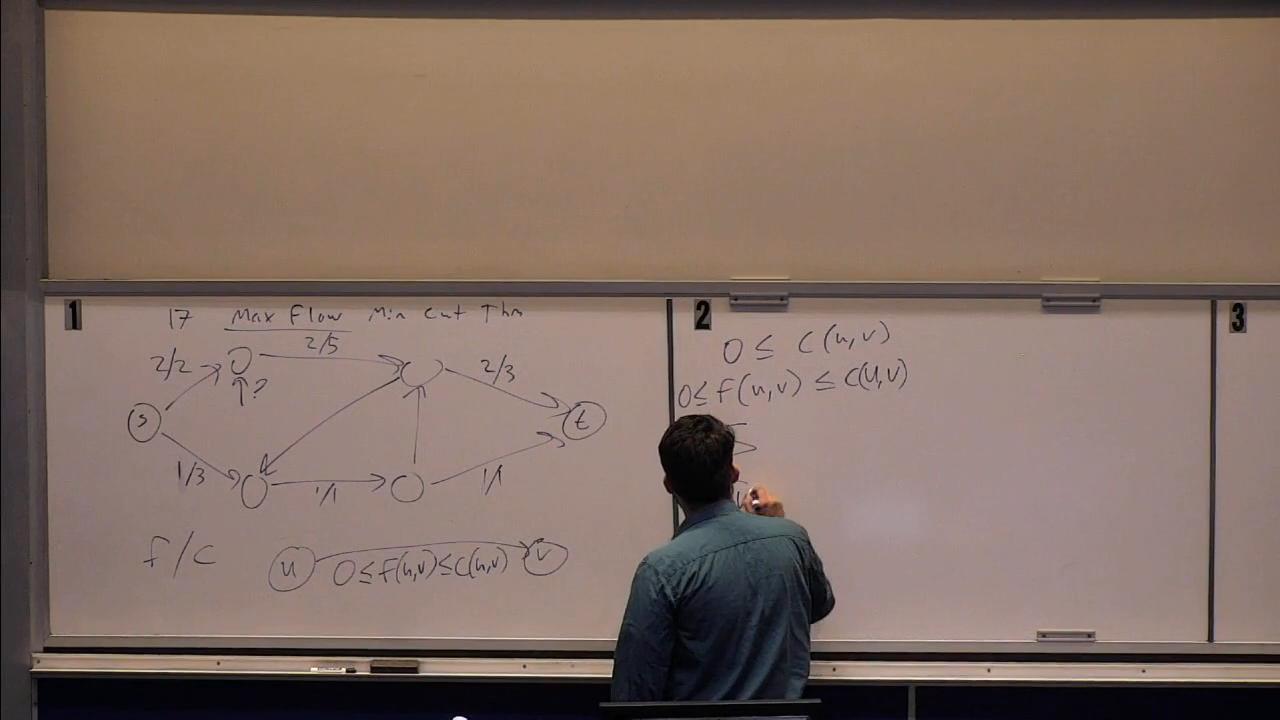 1
17 Max Flow Min Cut Thm
2/2
2/5
2/3
?
s
t
1/3
1/1
1/1
f/c
u 0≤f(u,v)≤c(u,v) v
2
0 ≤ c(u,v)
0≤f(u,v) ≤ c(u,v)
Σ
3